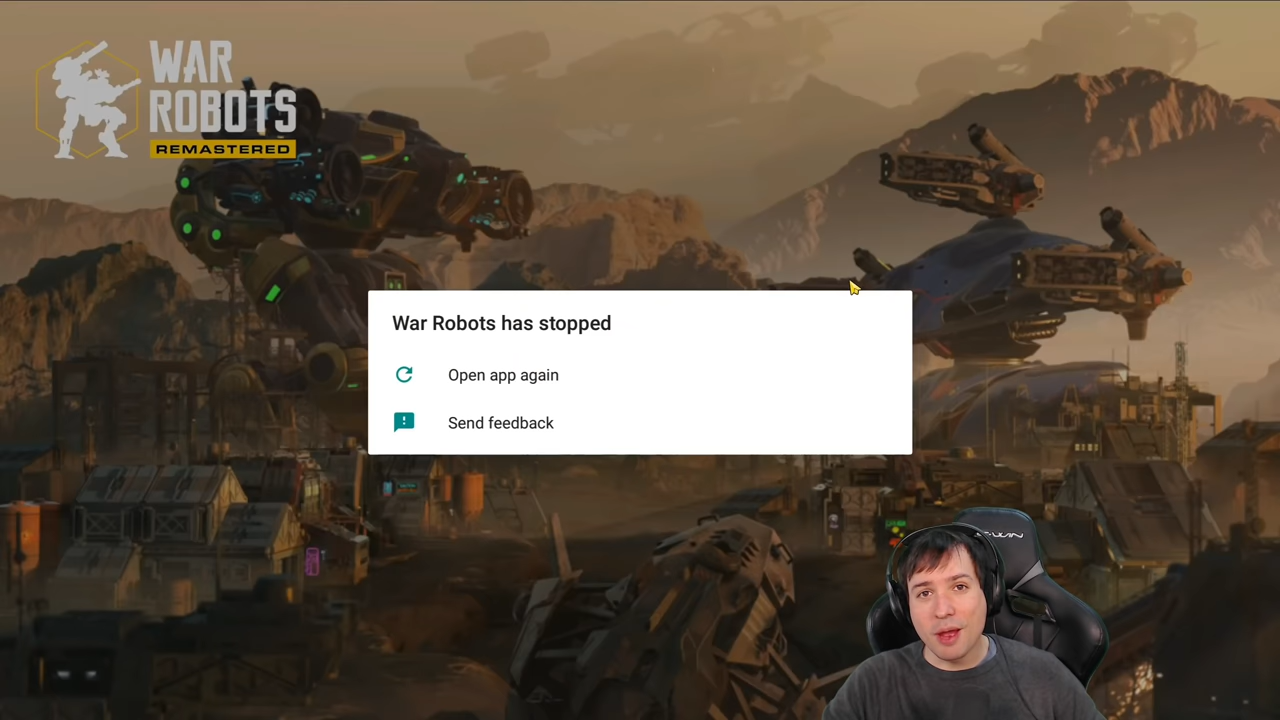 WAR
ROBOTS
REMASTERED
War Robots has stopped
Open app again
Send feedback